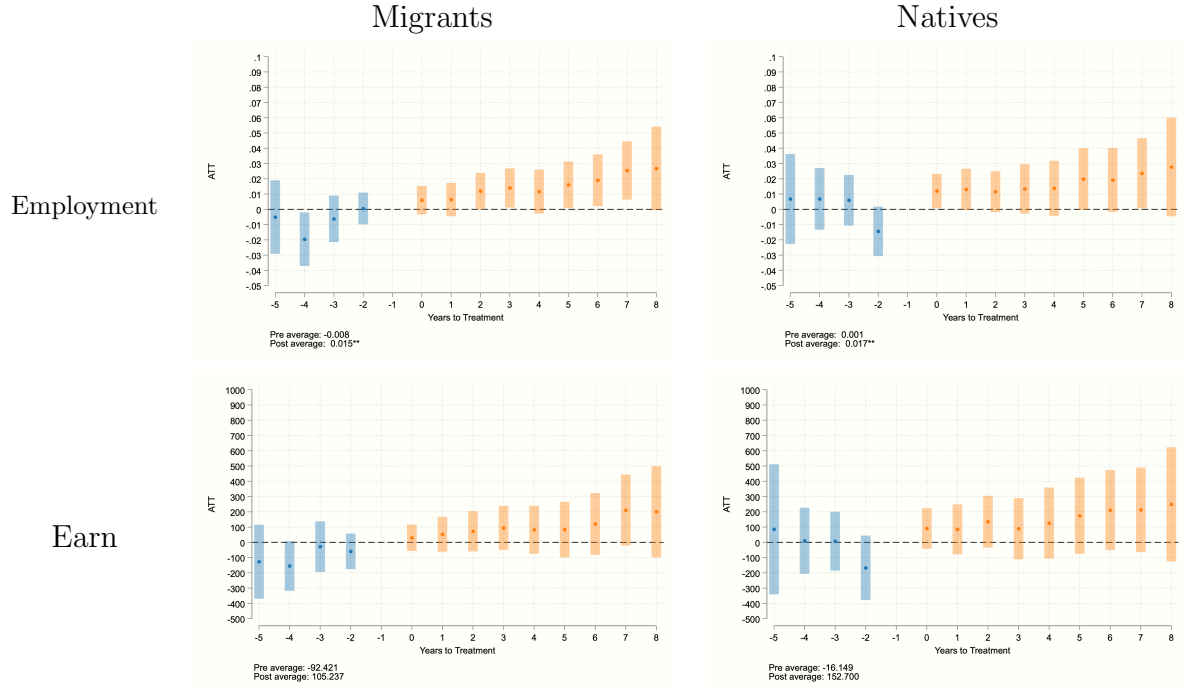 Migrants
Natives
Employment
.1
.09
.08
.07
.06
.05
.04
.03
.02
.01
0
-.01
-.02
-.03
-.04
-.05
ATT
-5 -4 -3 -2 -1 0 1 2 3 4 5 6 7 8
Years to Treatment
Pre average: -0.008
Post average: 0.015**
.1
.09
.08
.07
.06
.05
.04
.03
.02
.01
0
-.01
-.02
-.03
-.04
-.05
ATT
-5 -4 -3 -2 -1 0 1 2 3 4 5 6 7 8
Years to Treatment
Pre average: 0.001
Post average: 0.017**
Earn
1000
900
800
700
600
500
400
300
200
100
0
-100
-200
-300
-400
-500
ATT
-5 -4 -3 -2 -1 0 1 2 3 4 5 6 7 8
Years to Treatment
Pre average: -92.421
Post average: 105.237
1000
900
800
700
600
500
400
300
200
100
0
-100
-200
-300
-400
-500
ATT
-5 -4 -3 -2 -1 0 1 2 3 4 5 6 7 8
Years to Treatment
Pre average: -16.149
Post average: 152.700